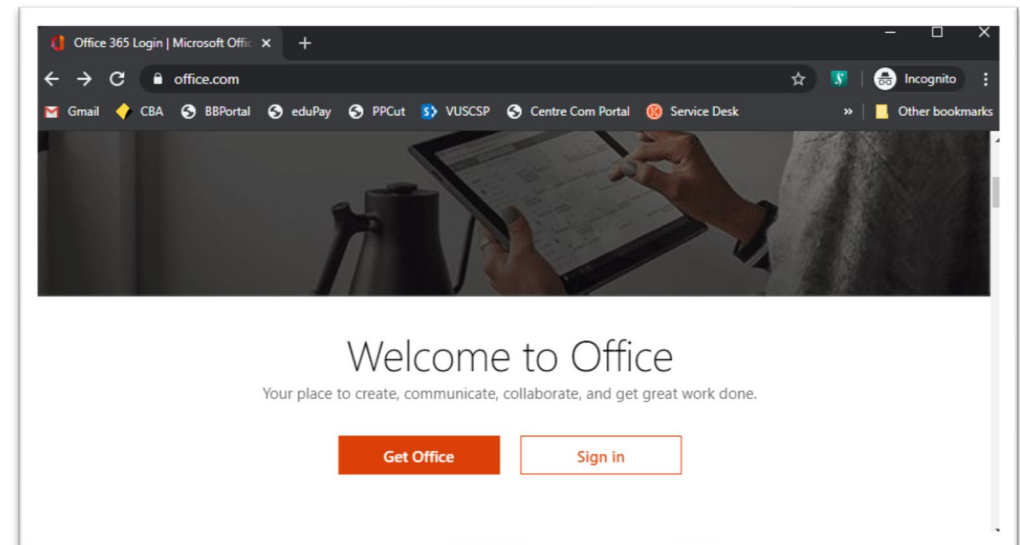 Office 365 Login | Microsoft Offic
office.com
Incognito
Gmail CBA BBPortal eduPay PPCut VUSCSP Centre Com Portal Service Desk » Other bookmarks
Welcome to Office
Your place to create, communicate, collaborate, and get great work done.
Get Office Sign in